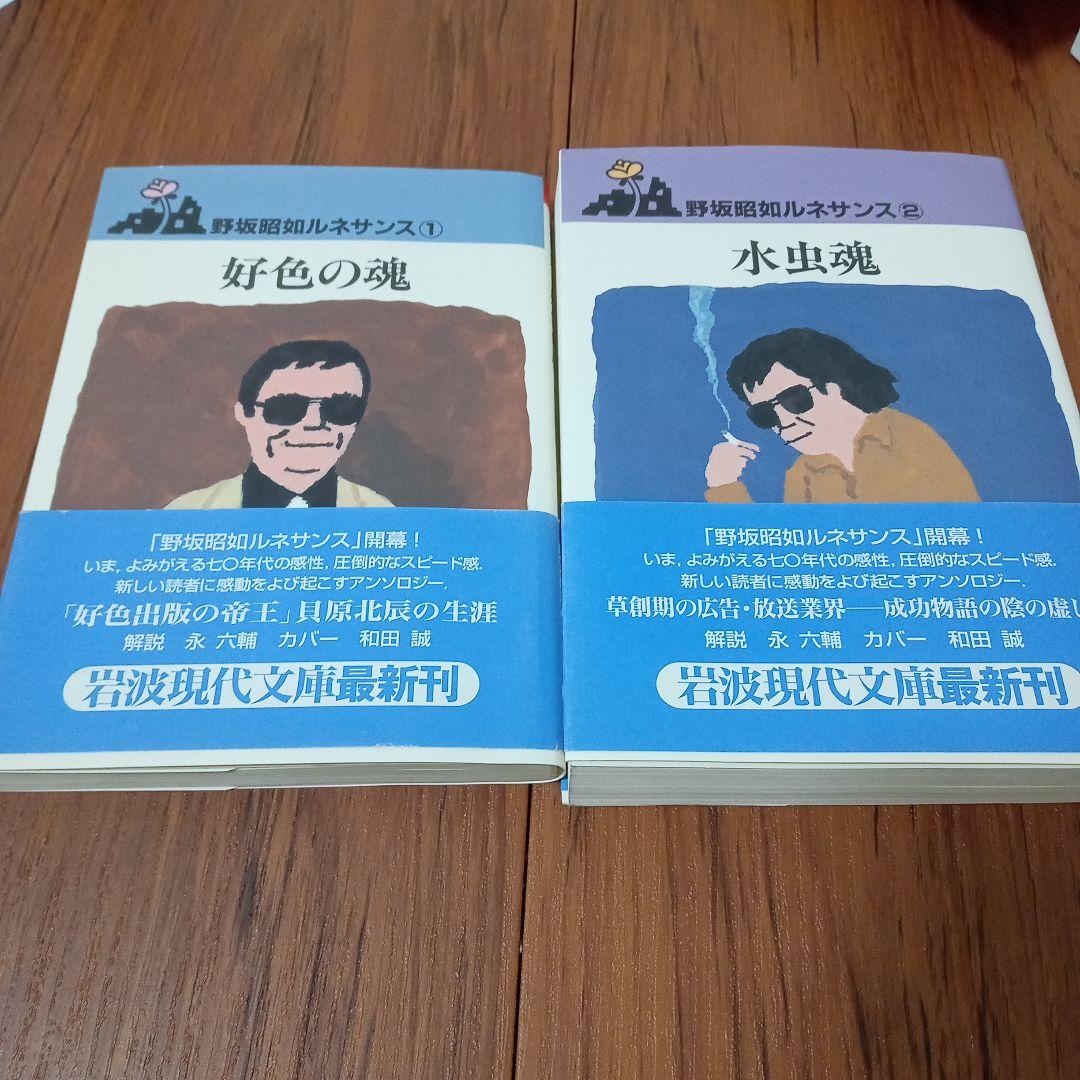 野坂昭如ルネサンス①
好色の魂
「野坂昭如ルネサンス」開幕！
いま，よみがえる七〇年代の感性，圧倒的なスピード感．
新しい読者に感動をよび起こすアンソロジー．
「好色出版の帝王」貝原北辰の生涯
解説 永 六輔 カバー 和田 誠
岩波現代文庫最新刊
野坂昭如ルネサンス②
水虫魂
「野坂昭如ルネサンス」開幕！
いま，よみがえる七〇年代の感性，圧倒的なスピード感．
新しい読者に感動をよび起こすアンソロジー．
草創期の広告・放送業界——成功物語の陰の虚し
解説 永 六輔 カバー 和田 誠
岩波現代文庫最新刊